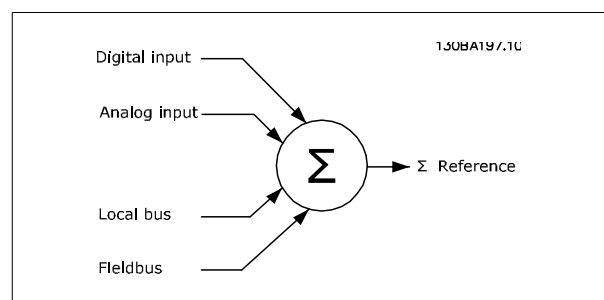 Digital input
130BA197.10
Analog input
Σ
Σ Reference
Local bus
Fieldbus